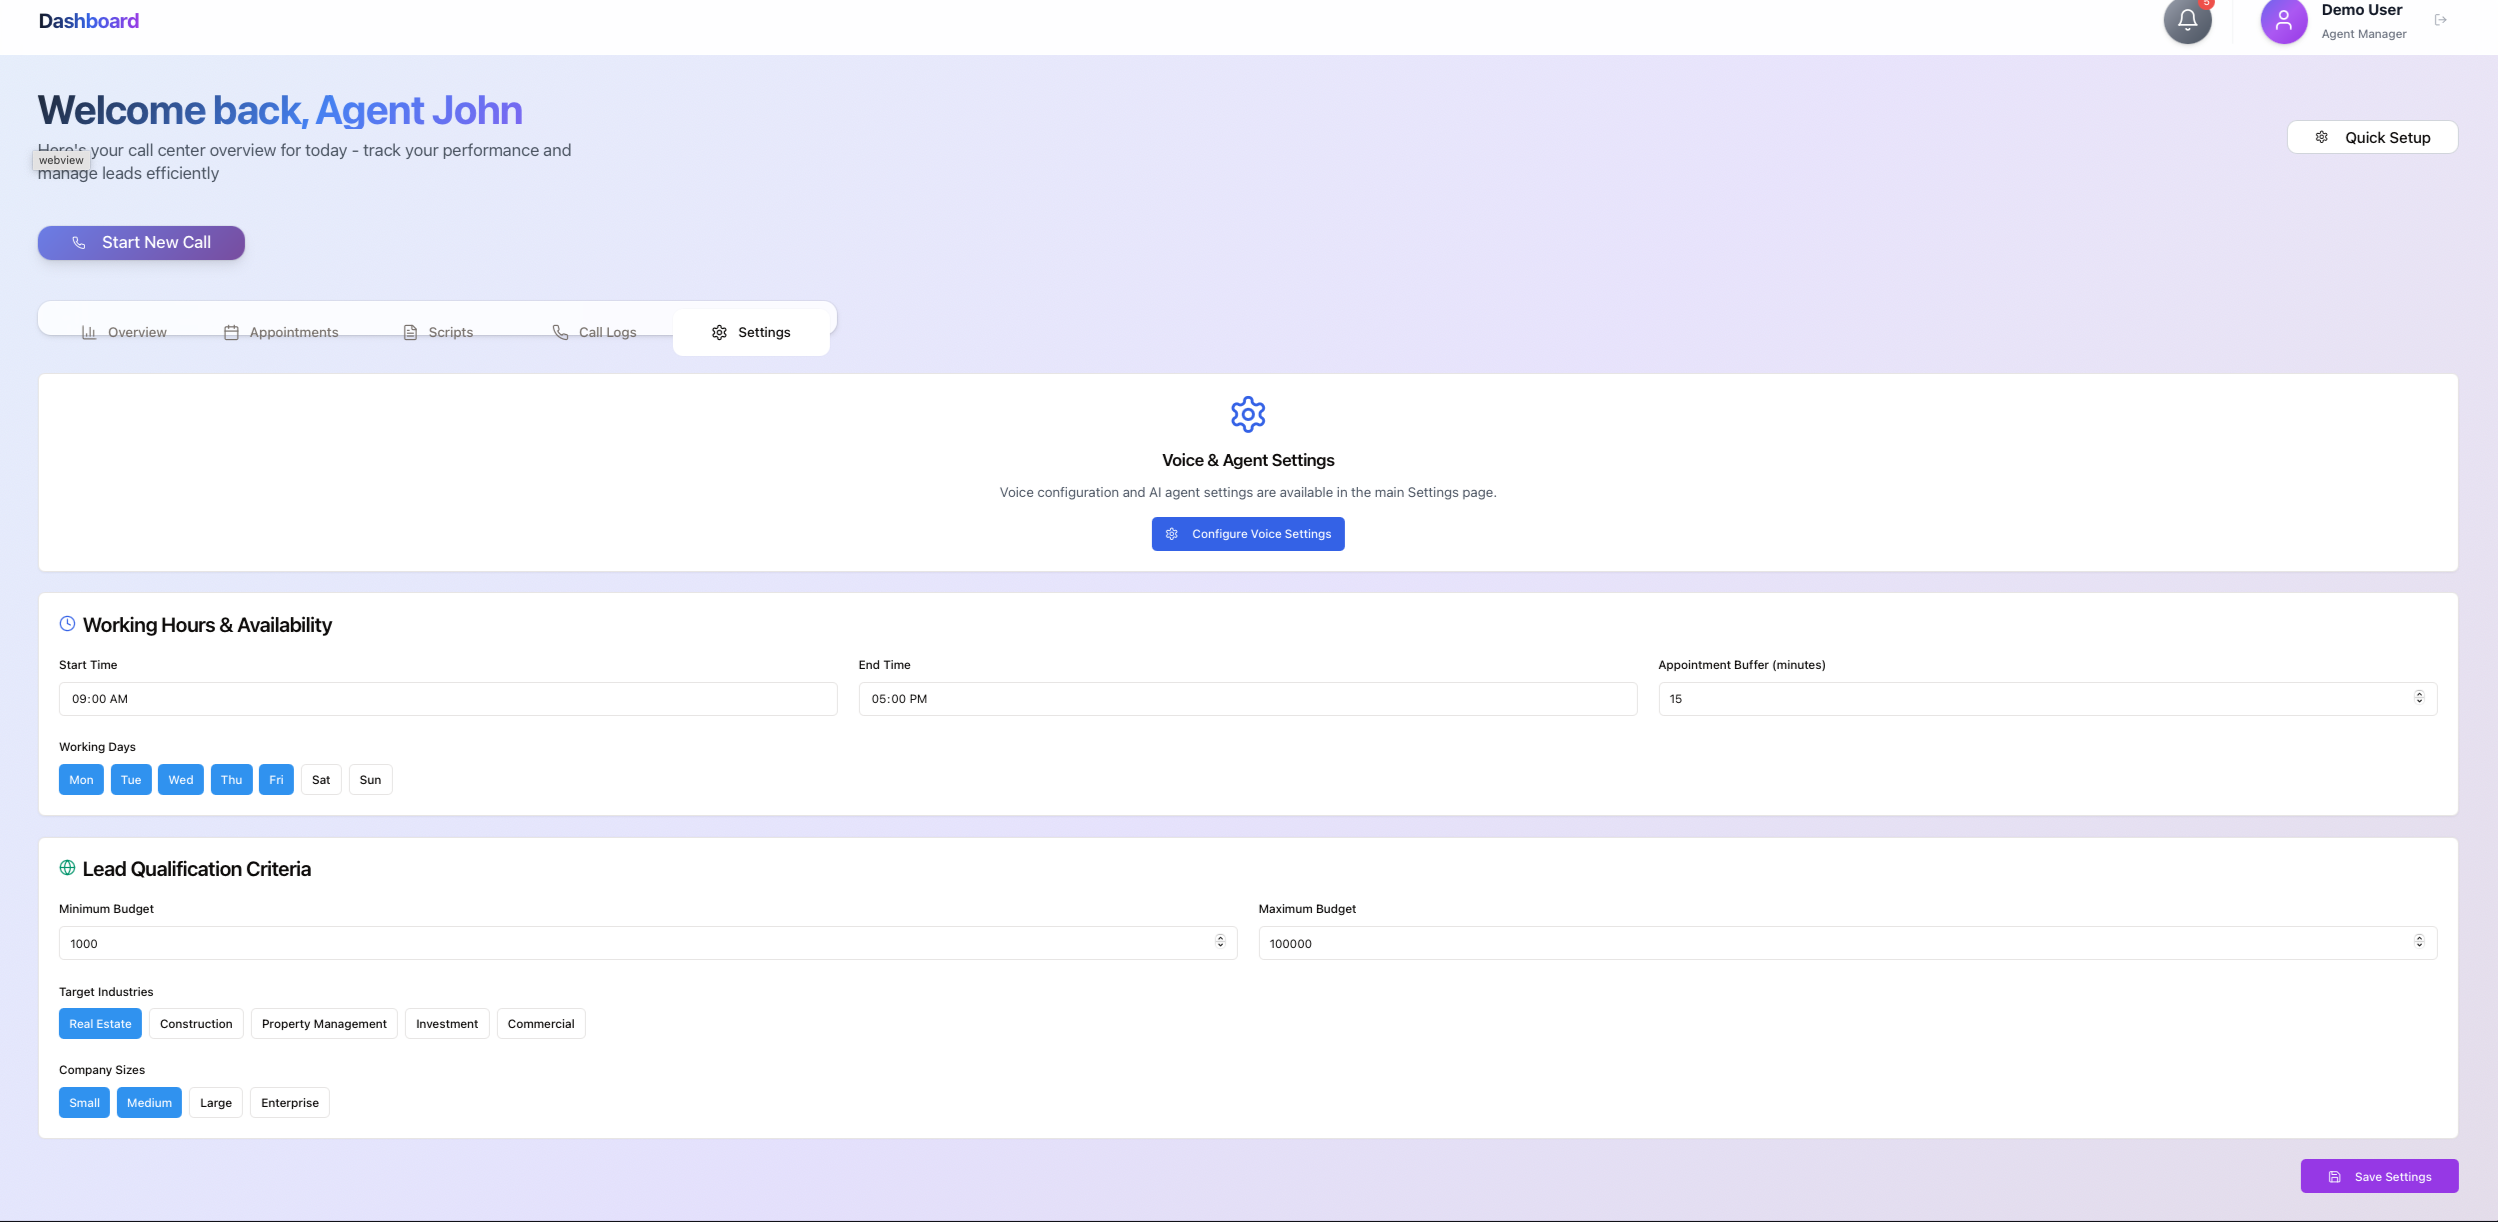 Dashboard
5
Demo User
Agent Manager
Welcome back, Agent John
Here's your call center overview for today - track your performance and
manage leads efficiently
webview
Quick Setup
Start New Call
Overview
Appointments
Scripts
Call Logs
Settings
Voice & Agent Settings
Voice configuration and AI agent settings are available in the main Settings page.
Configure Voice Settings
Working Hours & Availability
Start Time
End Time
Appointment Buffer (minutes)
09:00 AM
05:00 PM
15
Working Days
Mon
Tue
Wed
Thu
Fri
Sat
Sun
Lead Qualification Criteria
Minimum Budget
Maximum Budget
1000
100000
Target Industries
Real Estate
Construction
Property Management
Investment
Commercial
Company Sizes
Small
Medium
Large
Enterprise
Save Settings